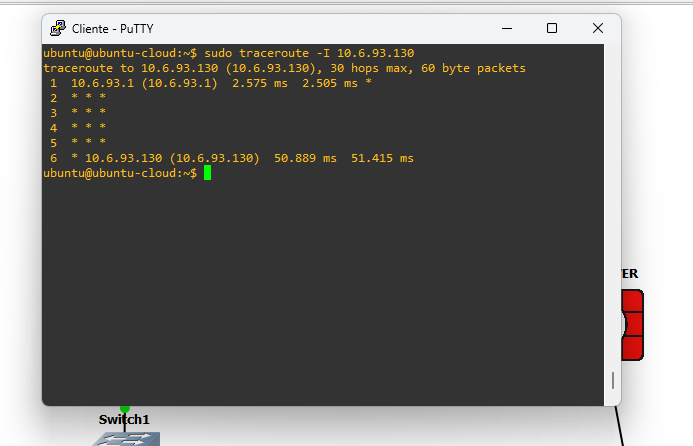 Cliente - PuTTY
ubuntu@ubuntu-cloud:~$ sudo traceroute -I 10.6.93.130
traceroute to 10.6.93.130 (10.6.93.130), 30 hops max, 60 byte packets
 1  10.6.93.1 (10.6.93.1)  2.575 ms  2.505 ms *
 2  * * *
 3  * * *
 4  * * *
 5  * * *
 6  * 10.6.93.130 (10.6.93.130)  50.889 ms  51.415 ms
ubuntu@ubuntu-cloud:~$
ER
Switch1